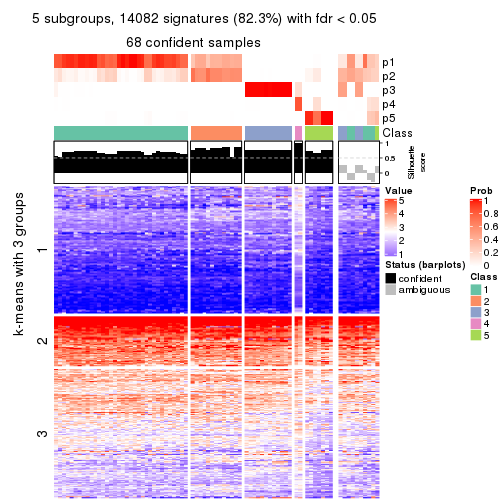 5 subgroups, 14082 signatures (82.3%) with fdr < 0.05
68 confident samples
p1
p2
p3
p4
p5
Class
1
0.5
0
Silhouette
score
k-means with 3 groups
1
2
3
Value
5
4
3
2
1
Status (barplots)
confident
ambiguous
Prob
1
0.8
0.6
0.4
0.2
0
Class
1
2
3
4
5